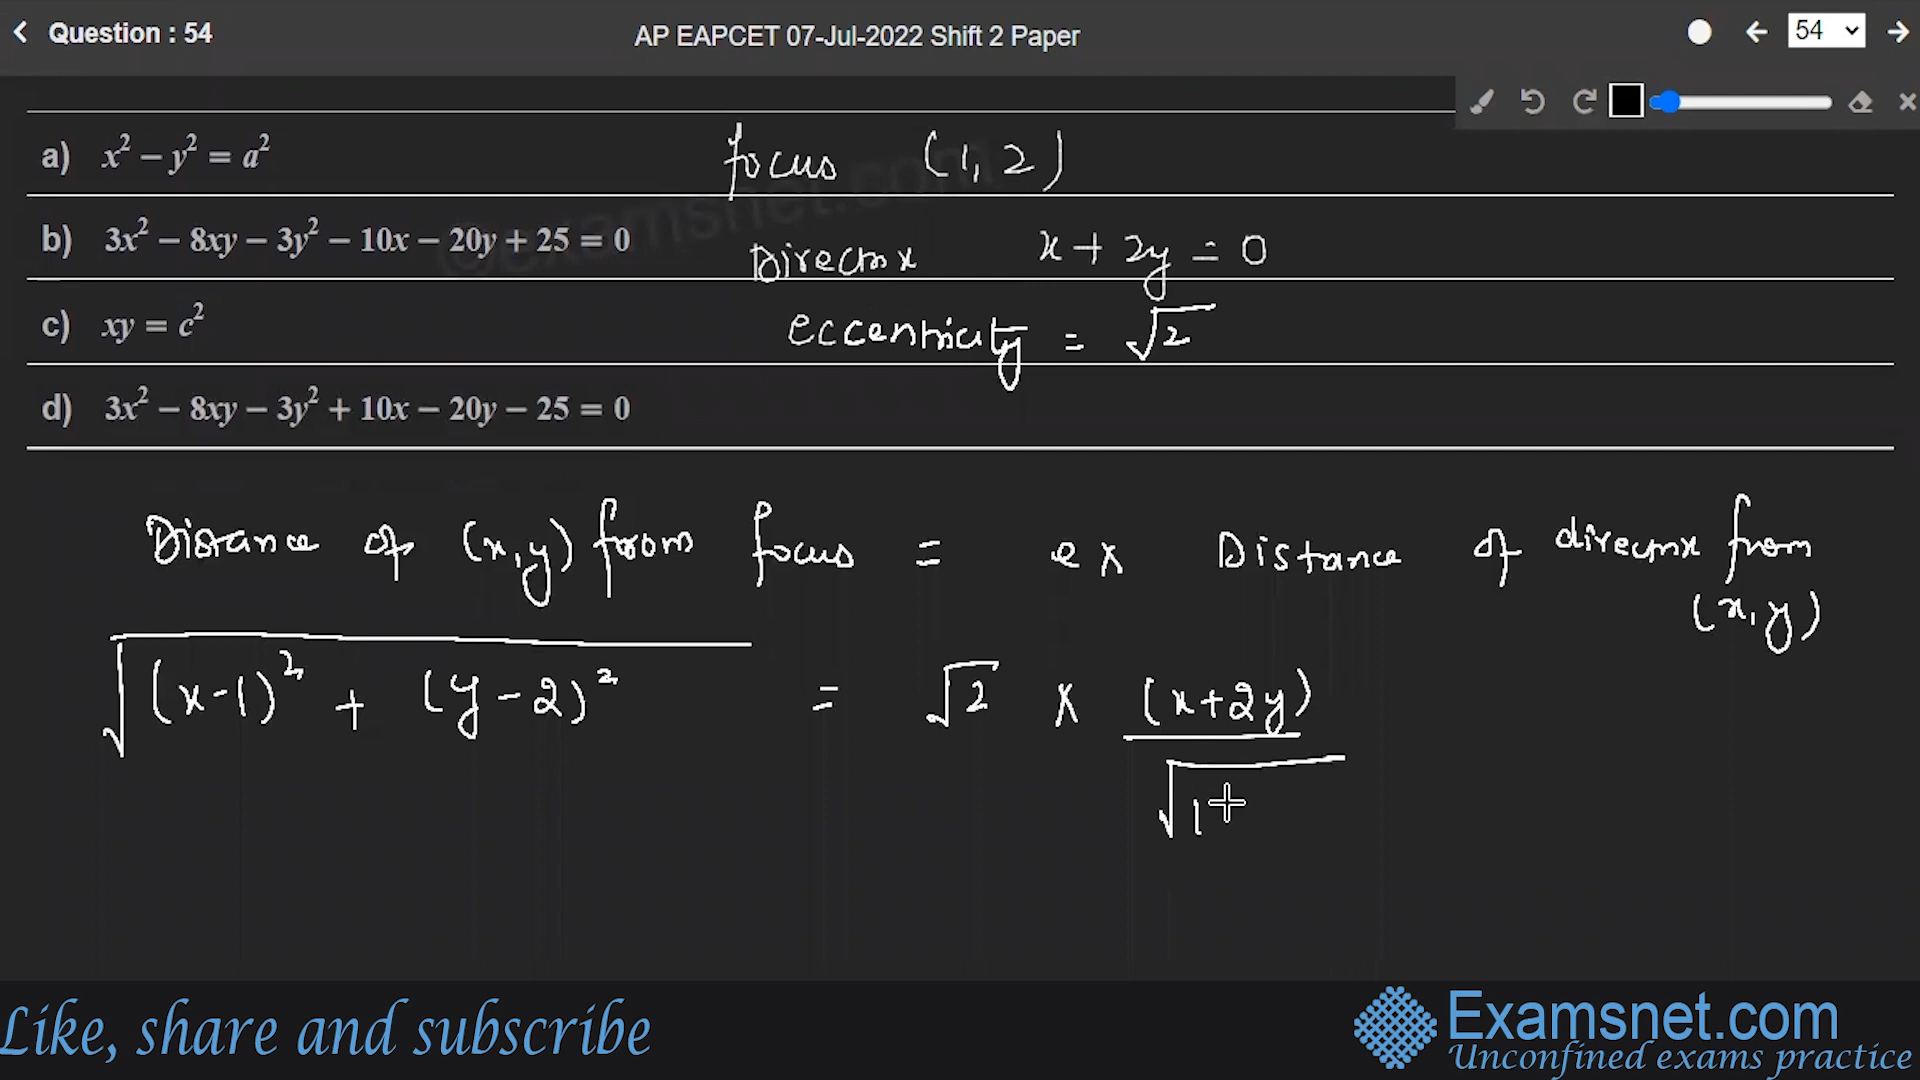 Question : 54
AP EAPCET 07-Jul-2022 Shift 2 Paper
54
a) x² − y² = a²
focus (1, 2)
b) 3x² − 8xy − 3y² − 10x − 20y + 25 = 0
Directrix x + 2y = 0
c) xy = c²
eccentricity = √2
d) 3x² − 8xy − 3y² + 10x − 20y − 25 = 0
©examsnet.com
Distance of (x,y) from focus = e x Distance of directrix from
(x,y)
√((x-1)² + (y-2)²) = √2 x (x+2y)
√1+
Like, share and subscribe
Examsnet.com
Unconfined exams practice